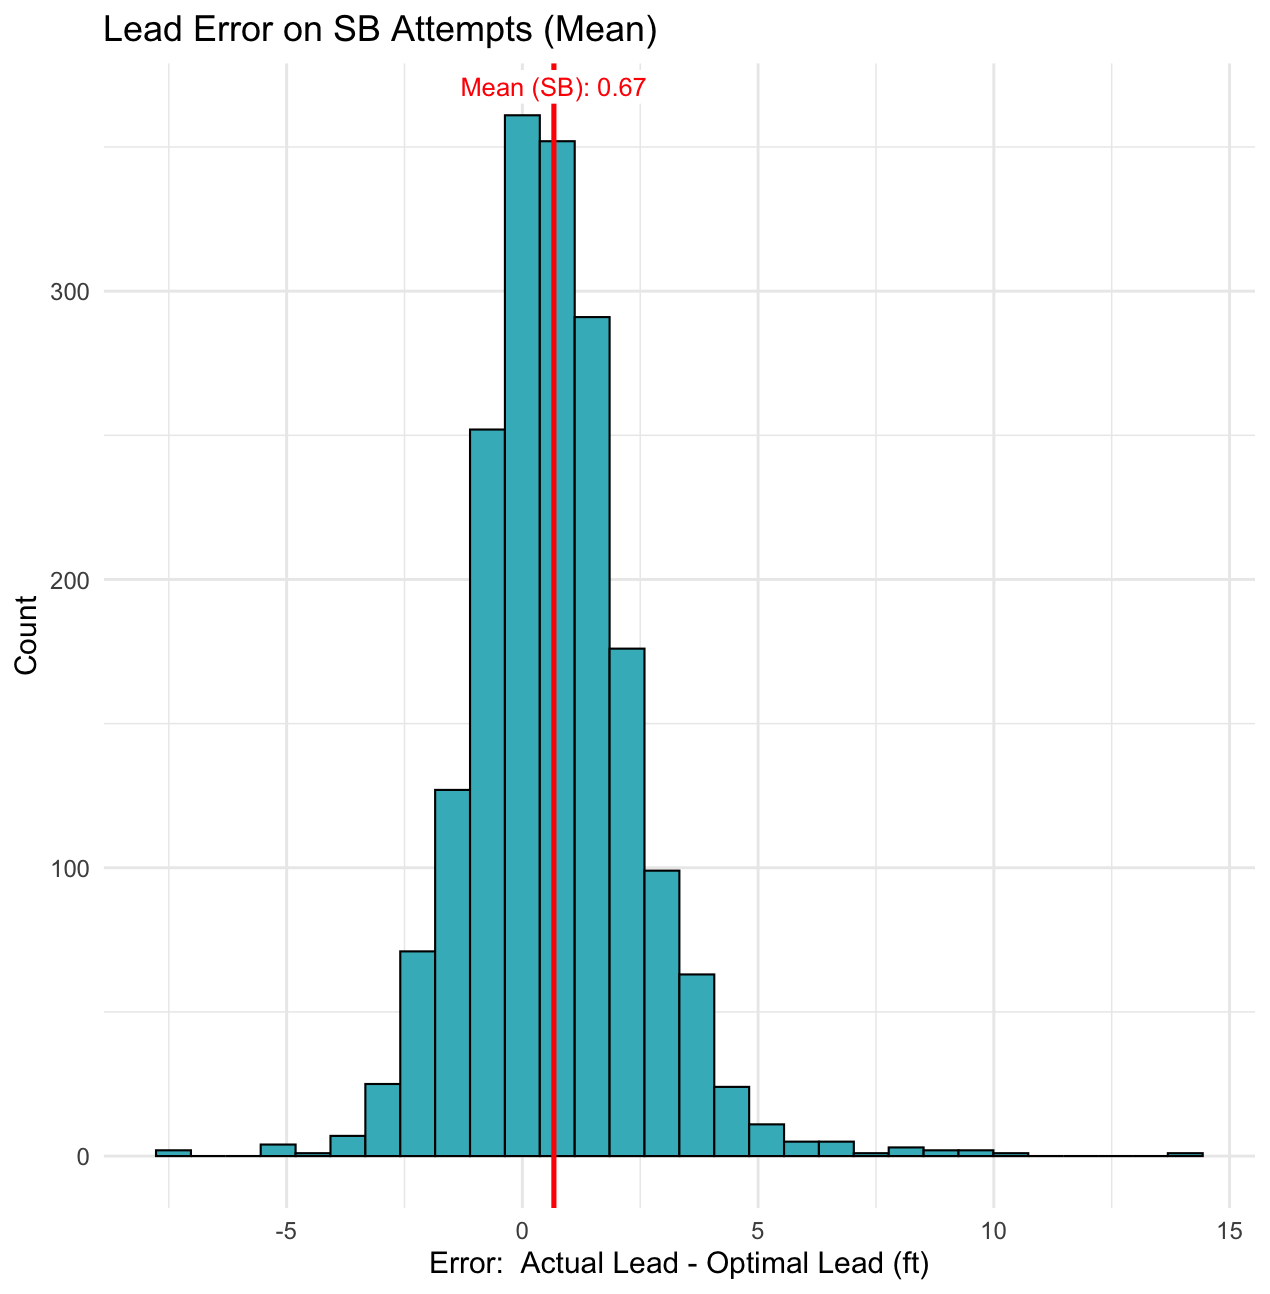 Lead Error on SB Attempts (Mean)
Mean (SB): 0.67
300
200
100
0
Count
-5 0 5 10 15
Error:  Actual Lead - Optimal Lead (ft)